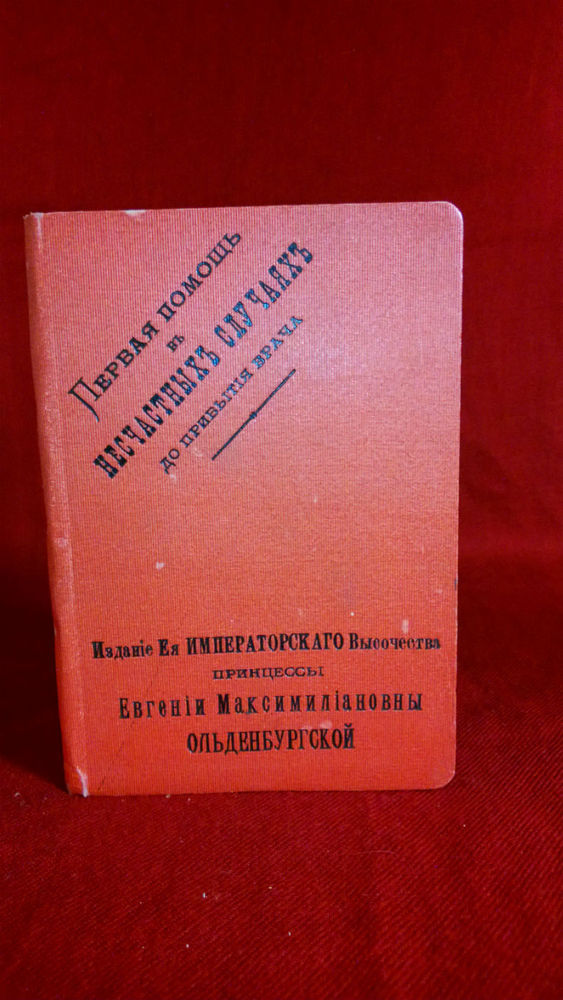 Первая помощь
въ
несчастныхъ случаяхъ
до прибытія врача
Изданіе Ея ИМПЕРАТОРСКАГО Высочества
ПРИНЦЕССЫ
Евгеніи Максимиліановны
ОЛЬДЕНБУРГСКОЙ